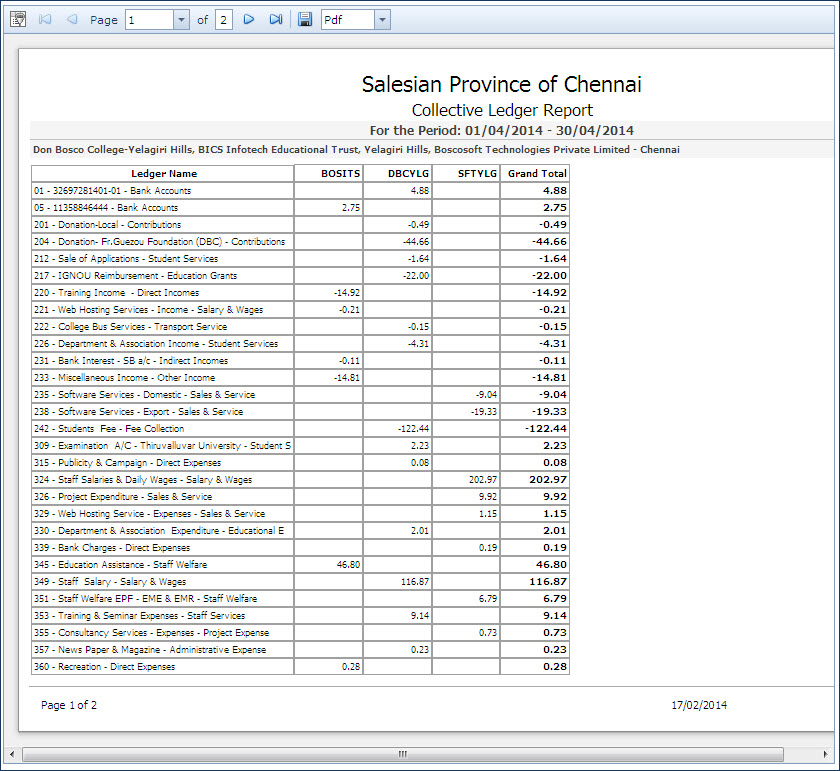 Page 1 of 2 Pdf
Salesian Province of Chennai
Collective Ledger Report
For the Period: 01/04/2014 - 30/04/2014
Don Bosco College-Yelagiri Hills, BICS Infotech Educational Trust, Yelagiri Hills, Boscosoft Technologies Private Limited - Chennai
Ledger Name BOSITS DBCYLG SFTYLG Grand Total
01 - 32697281401-01 - Bank Accounts 4.88 4.88
05 - 11358846444 - Bank Accounts 2.75 2.75
201 - Donation-Local - Contributions -0.49 -0.49
204 - Donation- Fr.Guezou Foundation (DBC) - Contributions -44.66 -44.66
212 - Sale of Applications - Student Services -1.64 -1.64
217 - IGNOU Reimbursement - Education Grants -22.00 -22.00
220 - Training Income  - Direct Incomes -14.92 -14.92
221 - Web Hosting Services - Income - Salary & Wages -0.21 -0.21
222 - College Bus Services - Transport Service -0.15 -0.15
226 - Department & Association Income - Student Services -4.31 -4.31
231 - Bank Interest - SB a/c - Indirect Incomes -0.11 -0.11
233 - Miscellaneous Income - Other Income -14.81 -14.81
235 - Software Services - Domestic - Sales & Service -9.04 -9.04
238 - Software Services - Export - Sales & Service -19.33 -19.33
242 - Students  Fee - Fee Collection -122.44 -122.44
309 - Examination  A/C - Thiruvalluvar University - Student S 2.23 2.23
315 - Publicity & Campaign - Direct Expenses 0.08 0.08
324 - Staff Salaries & Daily Wages - Salary & Wages 202.97 202.97
326 - Project Expenditure - Sales & Service 9.92 9.92
329 - Web Hosting Service - Expenses - Sales & Service 1.15 1.15
330 - Department & Association  Expenditure - Educational E 2.01 2.01
339 - Bank Charges - Direct Expenses 0.19 0.19
345 - Education Assistance - Staff Welfare 46.80 46.80
349 - Staff  Salary - Salary & Wages 116.87 116.87
351 - Staff Welfare EPF - EME & EMR - Staff Welfare 6.79 6.79
353 - Training & Seminar Expenses - Staff Services 9.14 9.14
355 - Consultancy Services - Expenses - Project Expense 0.73 0.73
357 - News Paper & Magazine - Administrative Expense 0.23 0.23
360 - Recreation - Direct Expenses 0.28 0.28
Page 1 of 2 17/02/2014